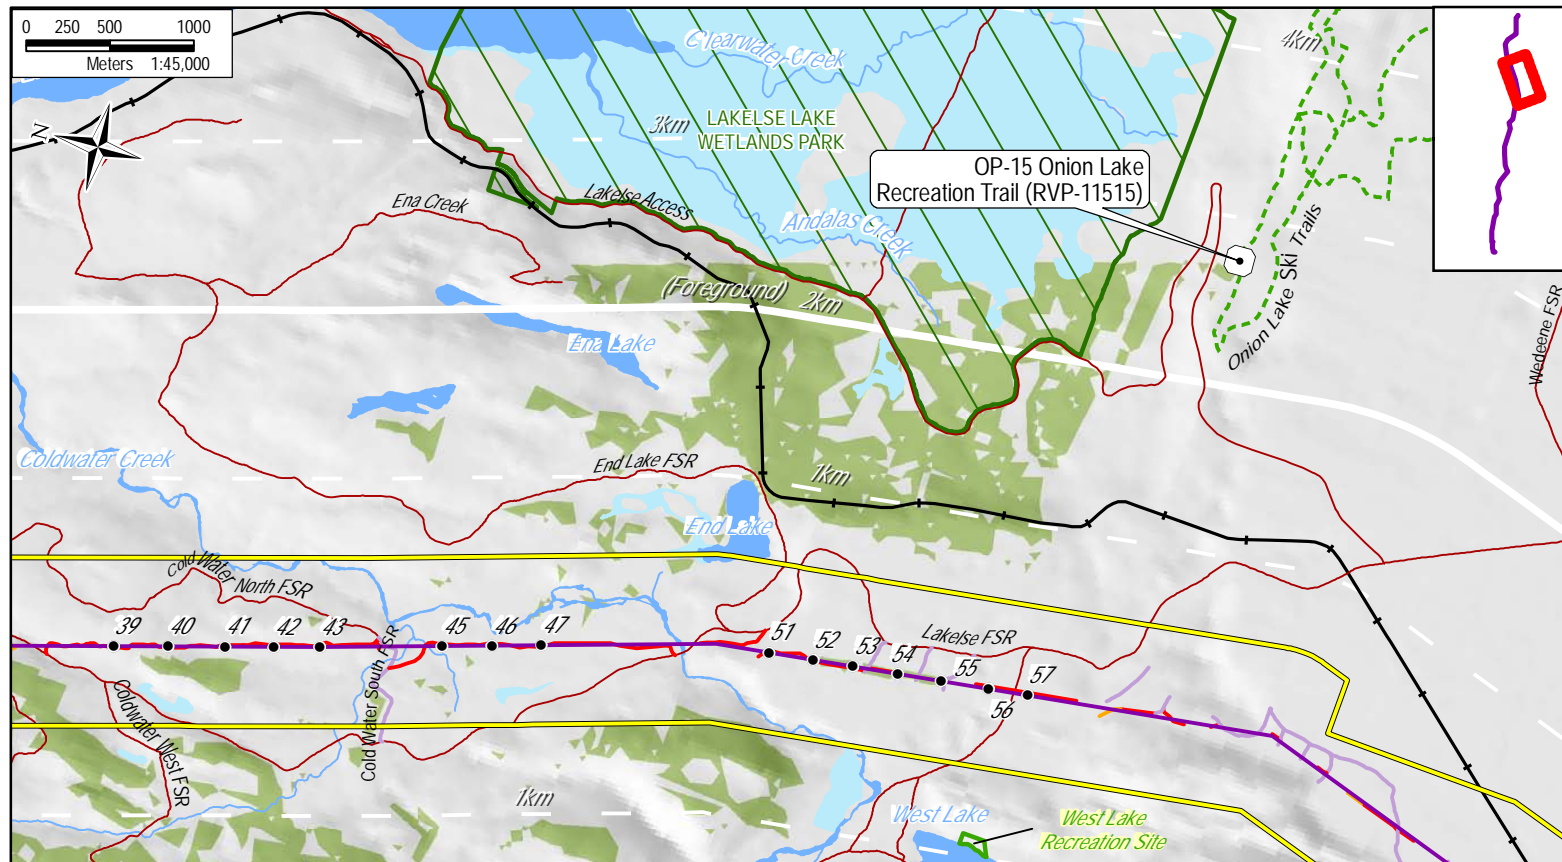 0 250 500 1000
Meters 1:45,000
N
Clearwater Creek
4km
3km
LAKELSE LAKE
WETLANDS PARK
OP-15 Onion Lake
Recreation Trail (RVP-11515)
Ena Creek
Lakelse Access
Andalas Creek
Onion Lake Ski Trails
(Foreground)
2km
Wedeene FSR
Ena Lake
Coldwater Creek
End Lake FSR
1km
End Lake
Cold Water North FSR
39
40
41
42
43
45
46
47
51
52
53
54
55
56
57
Lakelse FSR
Cold Water South FSR
Coldwater West FSR
1km
West Lake
West Lake
Recreation Site